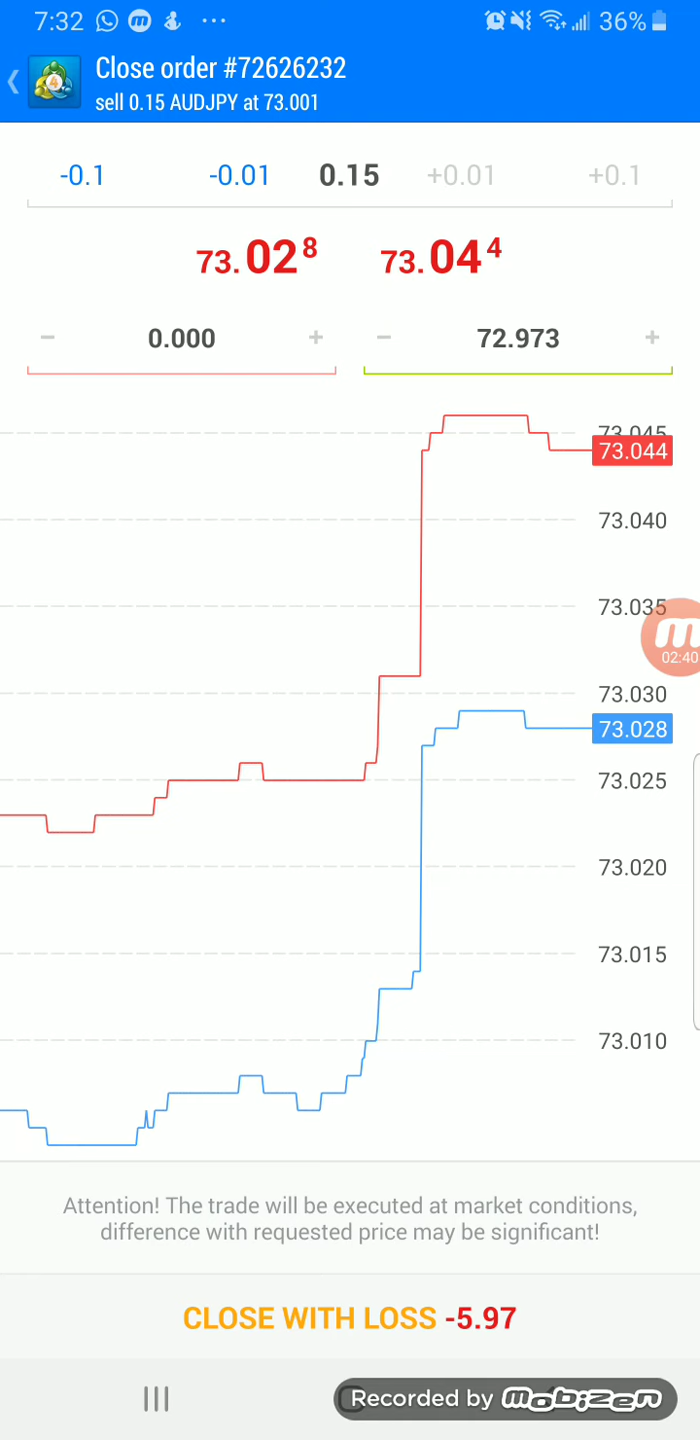 7:32 36%
4
Close order #72626232
sell 0.15 AUDJPY at 73.001
-0.1 -0.01 0.15 +0.01 +0.1
73.028 73.044
− 0.000 + − 72.973 +
73.045
73.044
73.040
73.035
02:40
73.030
73.028
73.025
73.020
73.015
73.010
Attention! The trade will be executed at market conditions,
difference with requested price may be significant!
CLOSE WITH LOSS -5.97
Recorded by mobizen